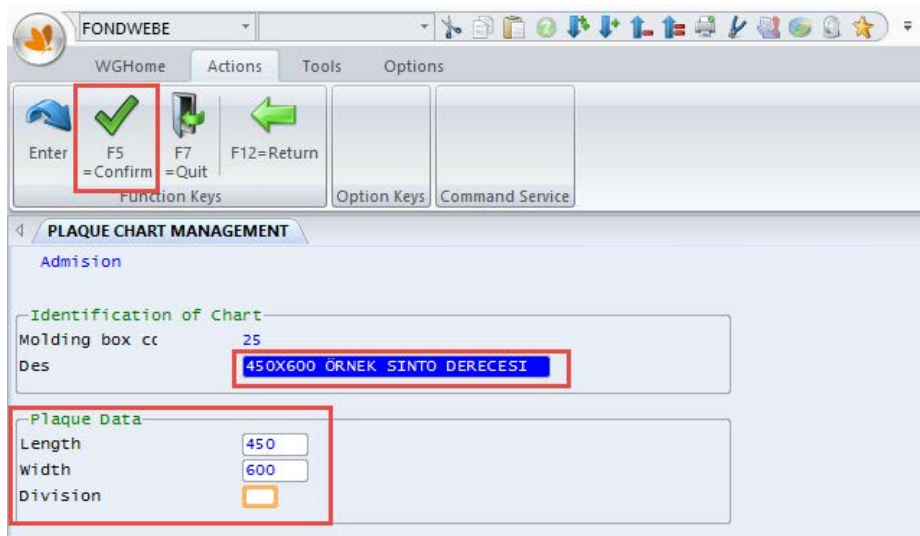 FONDWEBE
WGHome Actions Tools Options
Enter F5 =Confirm F7 =Quit F12=Return
Function Keys Option Keys Command Service
PLAQUE CHART MANAGEMENT
Admision
Identification of Chart
Molding box cc 25
Des 450X600 ÖRNEK SINTO DERECESI
Plaque Data
Length 450
Width 600
Division